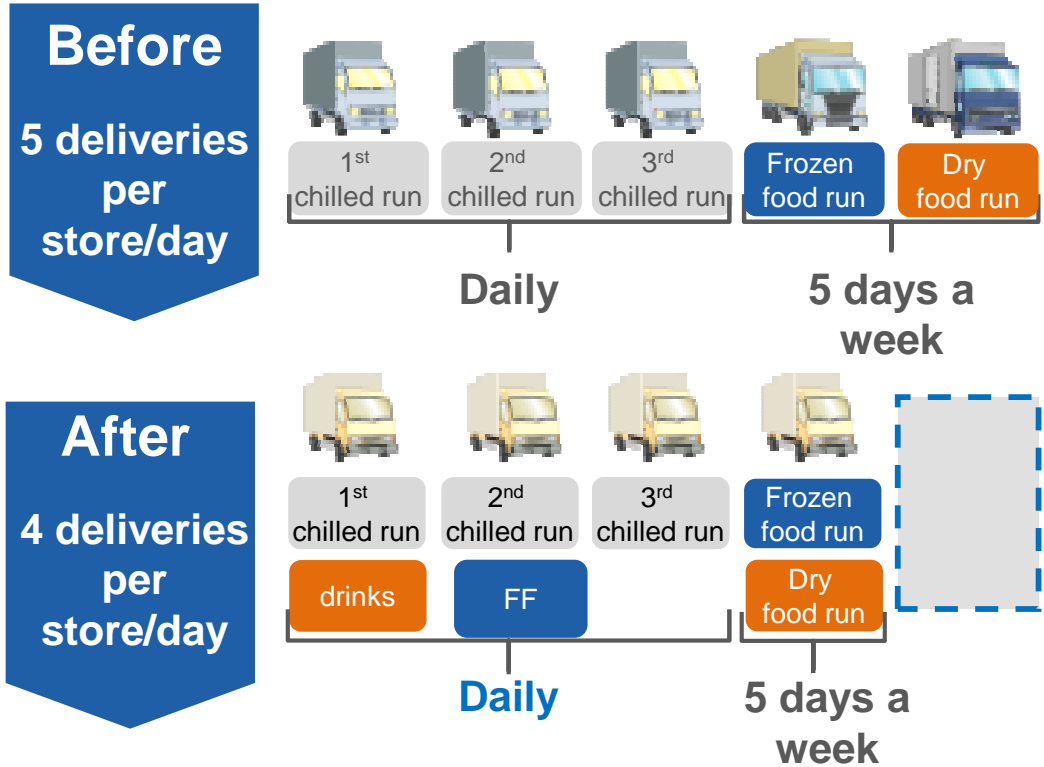 Before
5 deliveries
per
store/day
1st
chilled run
2nd
chilled run
3rd
chilled run
Frozen
food run
Dry
food run
Daily
5 days a
week
After
4 deliveries
per
store/day
1st
chilled run
2nd
chilled run
3rd
chilled run
Frozen
food run
drinks
FF
Dry
food run
Daily
5 days a
week